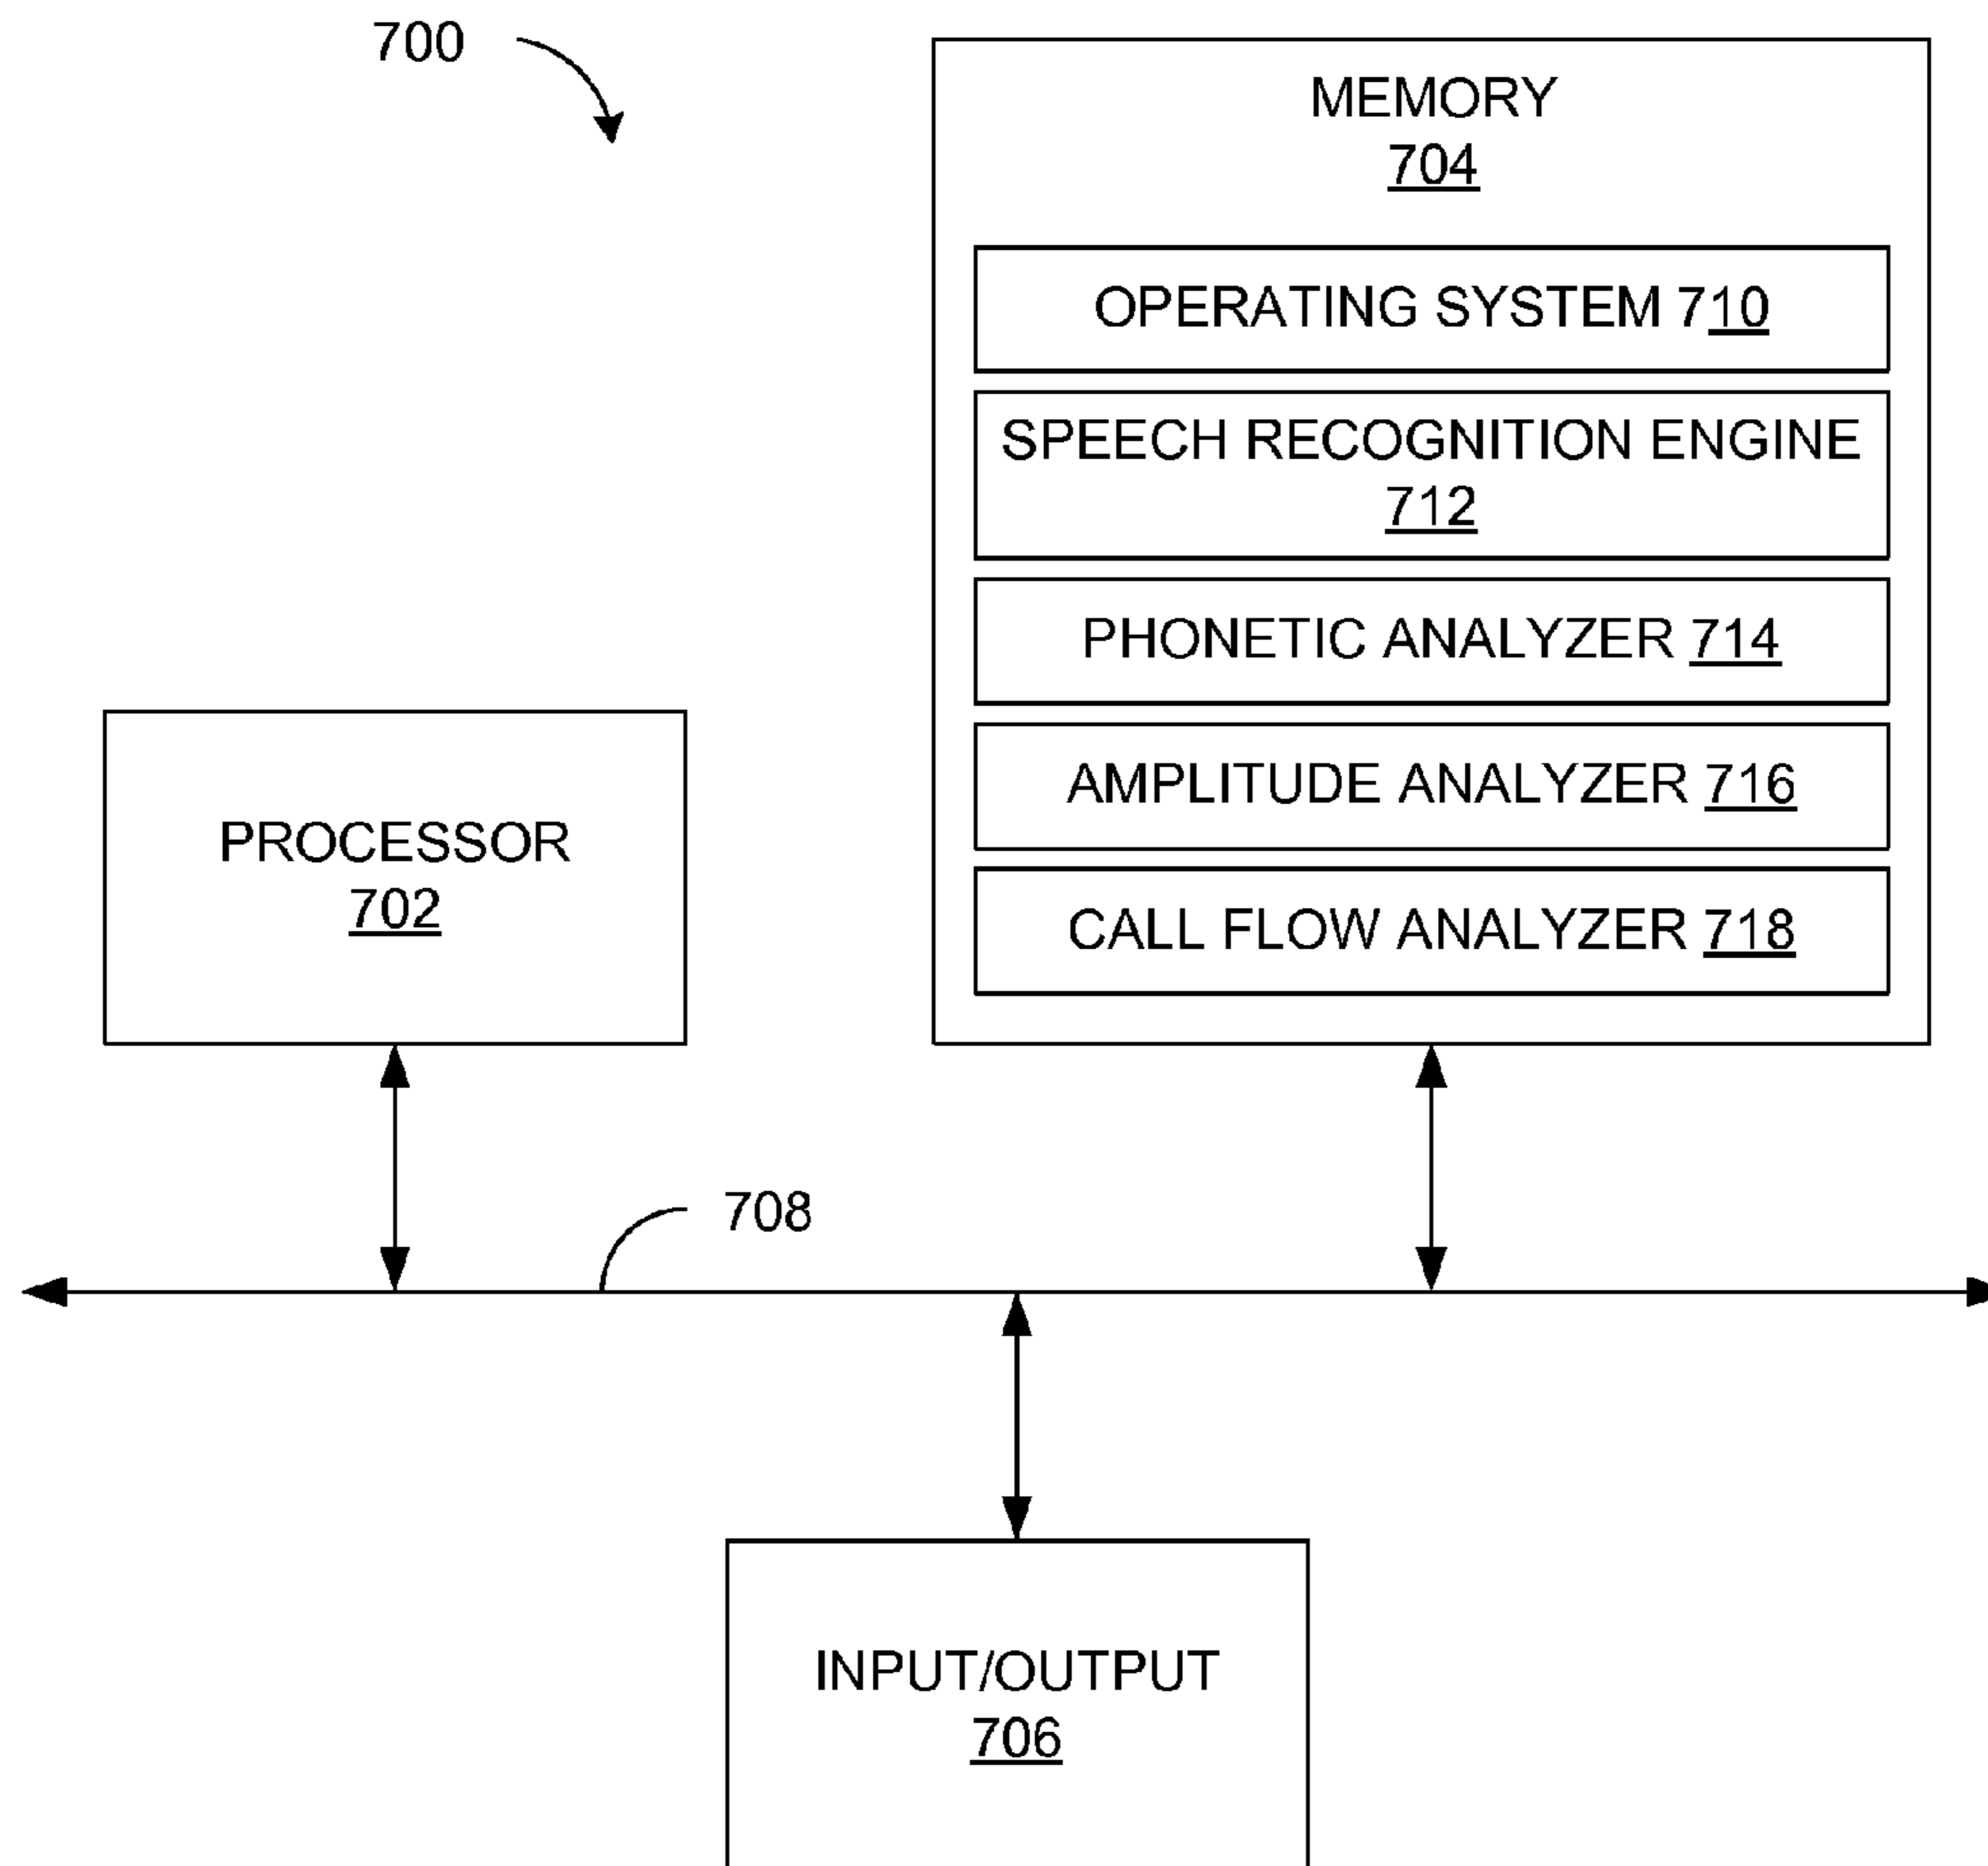 700
MEMORY
704
OPERATING SYSTEM 710
SPEECH RECOGNITION ENGINE
712
PHONETIC ANALYZER 714
AMPLITUDE ANALYZER 716
CALL FLOW ANALYZER 718
PROCESSOR
702
708
INPUT/OUTPUT
706